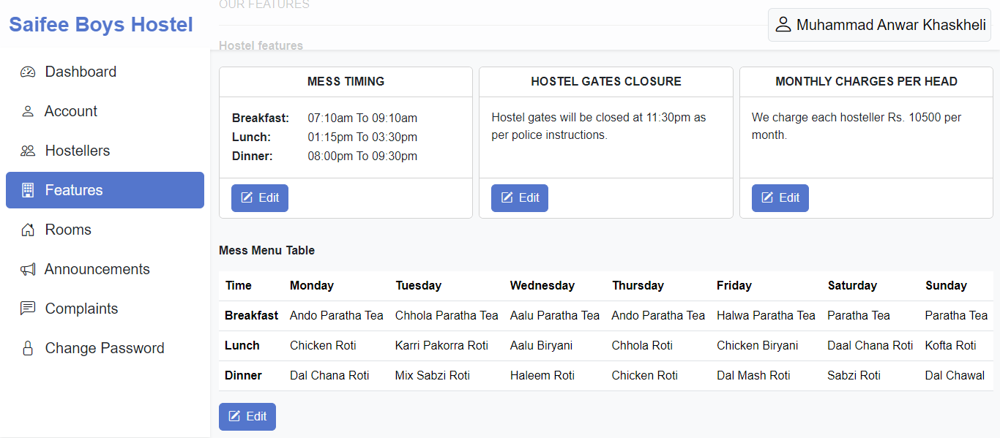 Saifee Boys Hostel
Dashboard
Account
Hostellers
Features
Rooms
Announcements
Complaints
Change Password
OUR FEATURES
Muhammad Anwar Khaskheli
Hostel features
MESS TIMING
Breakfast: 07:10am To 09:10am
Lunch: 01:15pm To 03:30pm
Dinner: 08:00pm To 09:30pm
Edit
HOSTEL GATES CLOSURE
Hostel gates will be closed at 11:30pm as
per police instructions.
Edit
MONTHLY CHARGES PER HEAD
We charge each hosteller Rs. 10500 per
month.
Edit
Mess Menu Table
Time Monday Tuesday Wednesday Thursday Friday Saturday Sunday
Breakfast Ando Paratha Tea Chhola Paratha Tea Aalu Paratha Tea Ando Paratha Tea Halwa Paratha Tea Paratha Tea Paratha Tea
Lunch Chicken Roti Karri Pakorra Roti Aalu Biryani Chhola Roti Chicken Biryani Daal Chana Roti Kofta Roti
Dinner Dal Chana Roti Mix Sabzi Roti Haleem Roti Chicken Roti Dal Mash Roti Sabzi Roti Dal Chawal
Edit